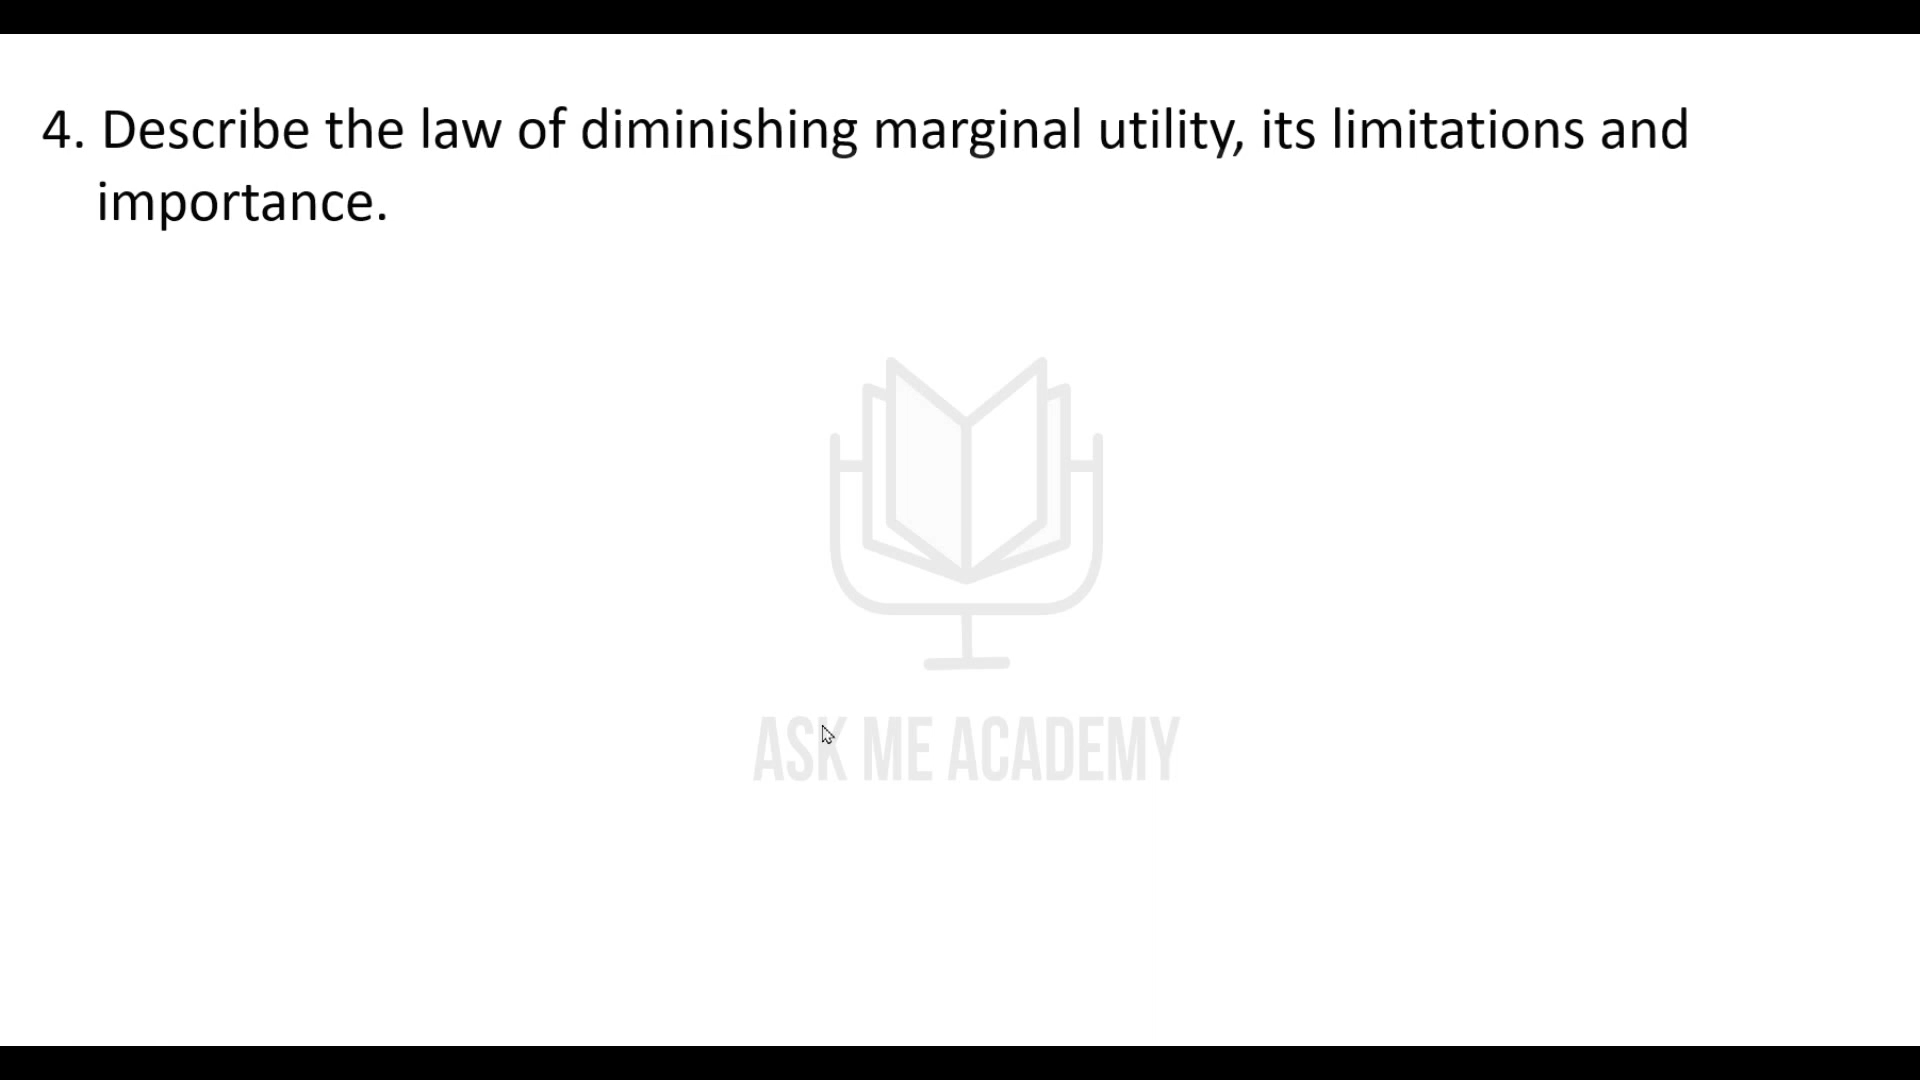 4. Describe the law of diminishing marginal utility, its limitations and
importance.
ASK ME ACADEMY